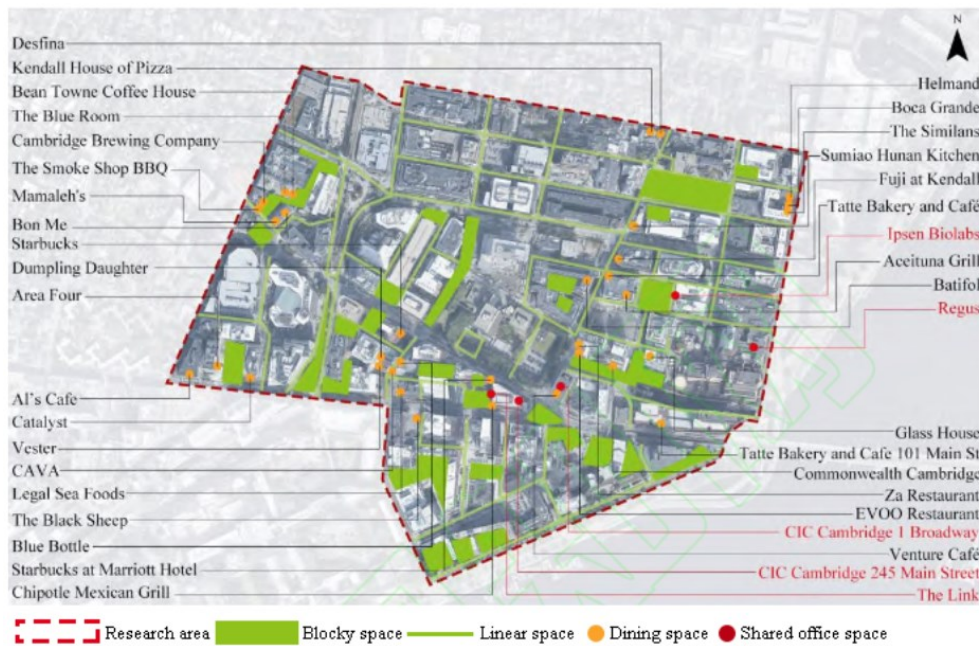 N
Desfina
Kendall House of Pizza
Bean Towne Coffee House
The Blue Room
Cambridge Brewing Company
The Smoke Shop BBQ
Mamaleh's
Bon Me
Starbucks
Dumpling Daughter
Area Four
Al's Cafe
Catalyst
Vester
CAVA
Legal Sea Foods
The Black Sheep
Blue Bottle
Starbucks at Marriott Hotel
Chipotle Mexican Grill
Helmand
Boca Grande
The Similans
Sumiao Hunan Kitchen
Fuji at Kendall
Tatte Bakery and Café
Ipsen Biolabs
Aceituna Grill
Batifol
Regus
Glass House
Tatte Bakery and Cafe 101 Main St
Commonwealth Cambridge
Za Restaurant
EVOO Restaurant
CIC Cambridge 1 Broadway
Venture Café
CIC Cambridge 245 Main Street
The Link
Research area
Blocky space
Linear space
Dining space
Shared office space